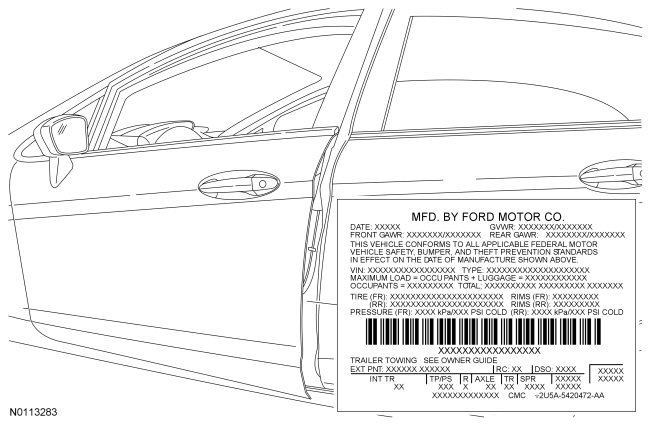 MFD. BY FORD MOTOR CO.
DATE: XXXXX GVWR: XXXXXXX/XXXXXXX
FRONT GAWR: XXXXXXX/XXXXXXX REAR GAWR: XXXXXXXX/XXXXXXX
THIS VEHICLE CONFORMS TO ALL APPLICABLE FEDERAL MOTOR
VEHICLE SAFETY, BUMPER, AND THEFT PREVENTION STANDARDS
IN EFFECT ON THE DATE OF MANUFACTURE SHOWN ABOVE.
VIN: XXXXXXXXXXXXXXXXX TYPE: XXXXXXXXXXXXXXXXXXXX
MAXIMUM LOAD = OCCUPANTS + LUGGAGE = XXXXXXXXXXXX
OCCUPANTS = XXXXXXXXX TOTAL: XXXXXXXXXX XXXXXXXXX XXXXXXX
TIRE (FR): XXXXXXXXXXXXXXXXXXXXXX RIMS (FR): XXXXXXXXX
(RR): XXXXXXXXXXXXXXXXXXXXXX RIMS (RR): XXXXXXXXX
PRESSURE (FR): XXXX kPa/XXX PSI COLD (RR): XXXX kPa/XXX PSI COLD
XXXXXXXXXXXXXXXXX
TRAILER TOWING SEE OWNER GUIDE
EXT PNT: XXXXXX XXXXXX RC: XX DSO: XXXX XXXXX
INT TR TP/PS R AXLE TR SPR XXXXX XXXXX
XX XXX X XX XX XXXX XXXXX
XXXXXXXXXXXXX CMC v2U5A-5420472-AA
N0113283